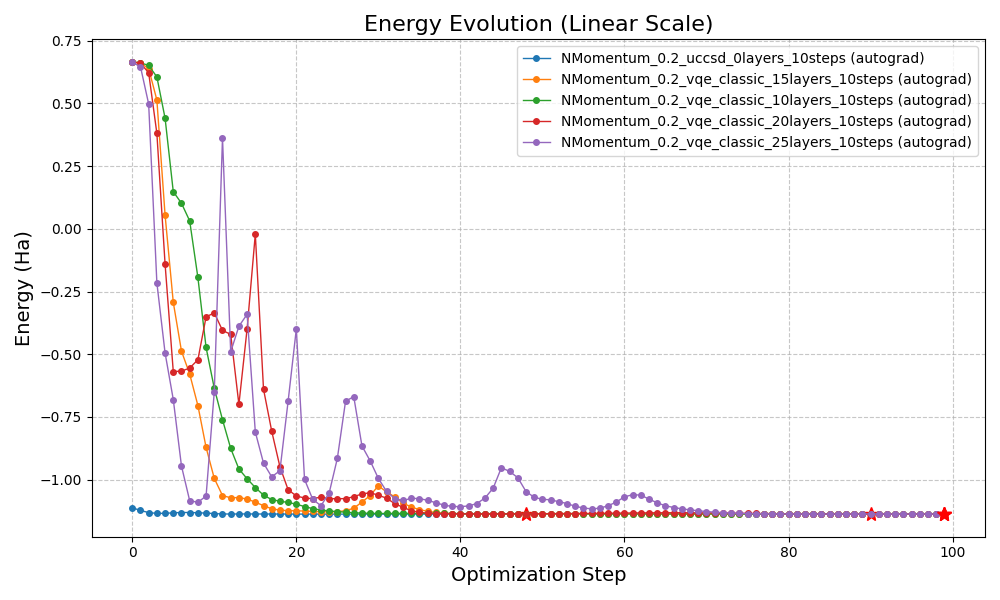 Energy Evolution (Linear Scale)
NMomentum_0.2_uccsd_0layers_10steps (autograd)
NMomentum_0.2_vqe_classic_15layers_10steps (autograd)
NMomentum_0.2_vqe_classic_10layers_10steps (autograd)
NMomentum_0.2_vqe_classic_20layers_10steps (autograd)
NMomentum_0.2_vqe_classic_25layers_10steps (autograd)
Energy (Ha)
0.75
0.50
0.25
0.00
−0.25
−0.50
−0.75
−1.00
0
20
40
60
80
100
Optimization Step